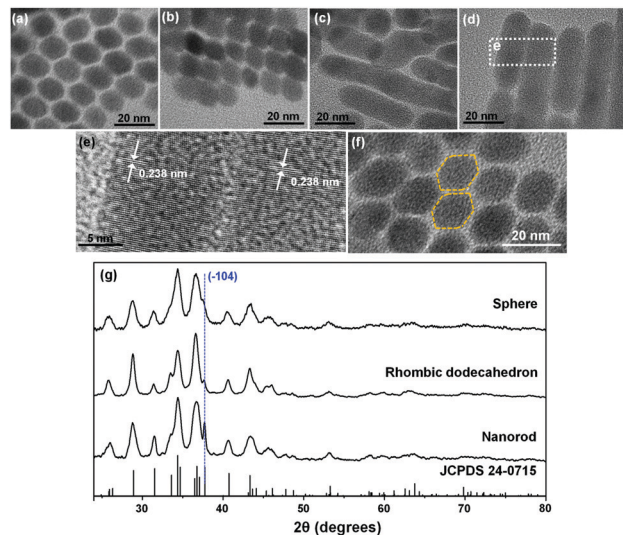 (a)
(b)
(c)
(d)
e
20 nm
20 nm
20 nm
20 nm
(e)
0.238 nm
0.238 nm
5 nm
(f)
20 nm
(g)
(-104)
Sphere
Rhombic dodecahedron
Nanorod
JCPDS 24-0715
30 40 50 60 70 80
2θ (degrees)